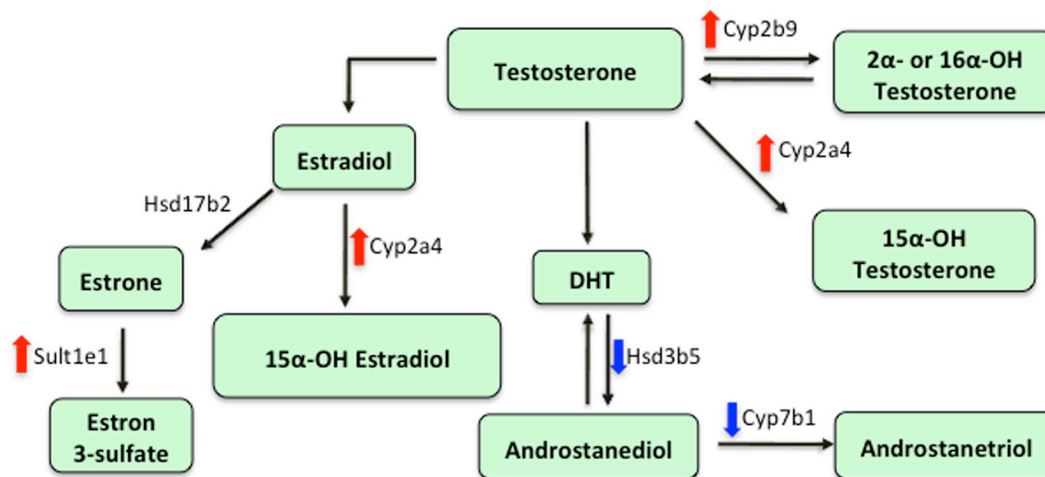 Cyp2b9
Testosterone
2α- or 16α-OH
Testosterone
Estradiol
Cyp2a4
Hsd17b2
Cyp2a4
15α-OH
Testosterone
Estrone
DHT
Sult1e1
15α-OH Estradiol
Hsd3b5
Estron
3-sulfate
Androstanediol
Cyp7b1
Androstanetriol